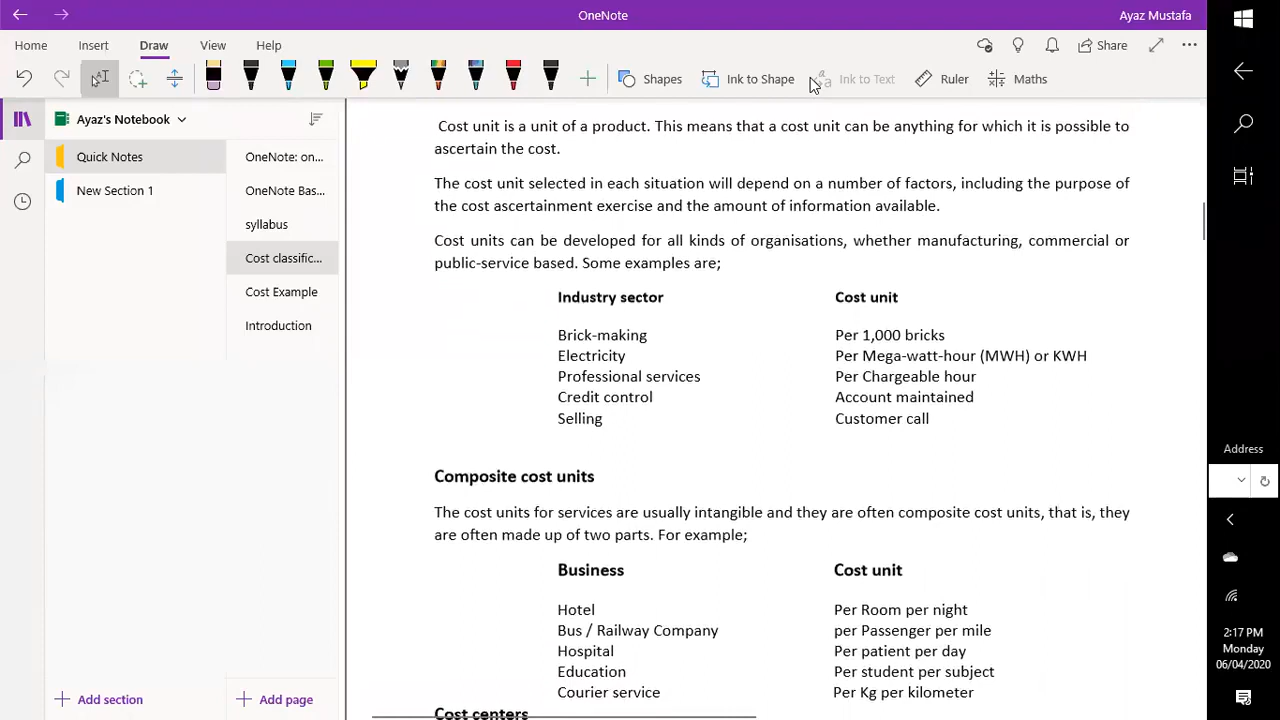 OneNote
Ayaz Mustafa
Home Insert Draw View Help
Share
Shapes Ink to Shape Ink to Text Ruler Maths
Ayaz's Notebook
Quick Notes
New Section 1
OneNote: on...
OneNote Bas...
syllabus
Cost classific...
Cost Example
Introduction
Add section
Add page
Cost unit is a unit of a product. This means that a cost unit can be anything for which it is possible to
ascertain the cost.
The cost unit selected in each situation will depend on a number of factors, including the purpose of
the cost ascertainment exercise and the amount of information available.
Cost units can be developed for all kinds of organisations, whether manufacturing, commercial or
public-service based. Some examples are;
Industry sector Cost unit
Brick-making Per 1,000 bricks
Electricity Per Mega-watt-hour (MWH) or KWH
Professional services Per Chargeable hour
Credit control Account maintained
Selling Customer call
Composite cost units
The cost units for services are usually intangible and they are often composite cost units, that is, they
are often made up of two parts. For example;
Business Cost unit
Hotel Per Room per night
Bus / Railway Company per Passenger per mile
Hospital Per patient per day
Education Per student per subject
Courier service Per Kg per kilometer
Cost centers
Address
2:17 PM
Monday
06/04/2020